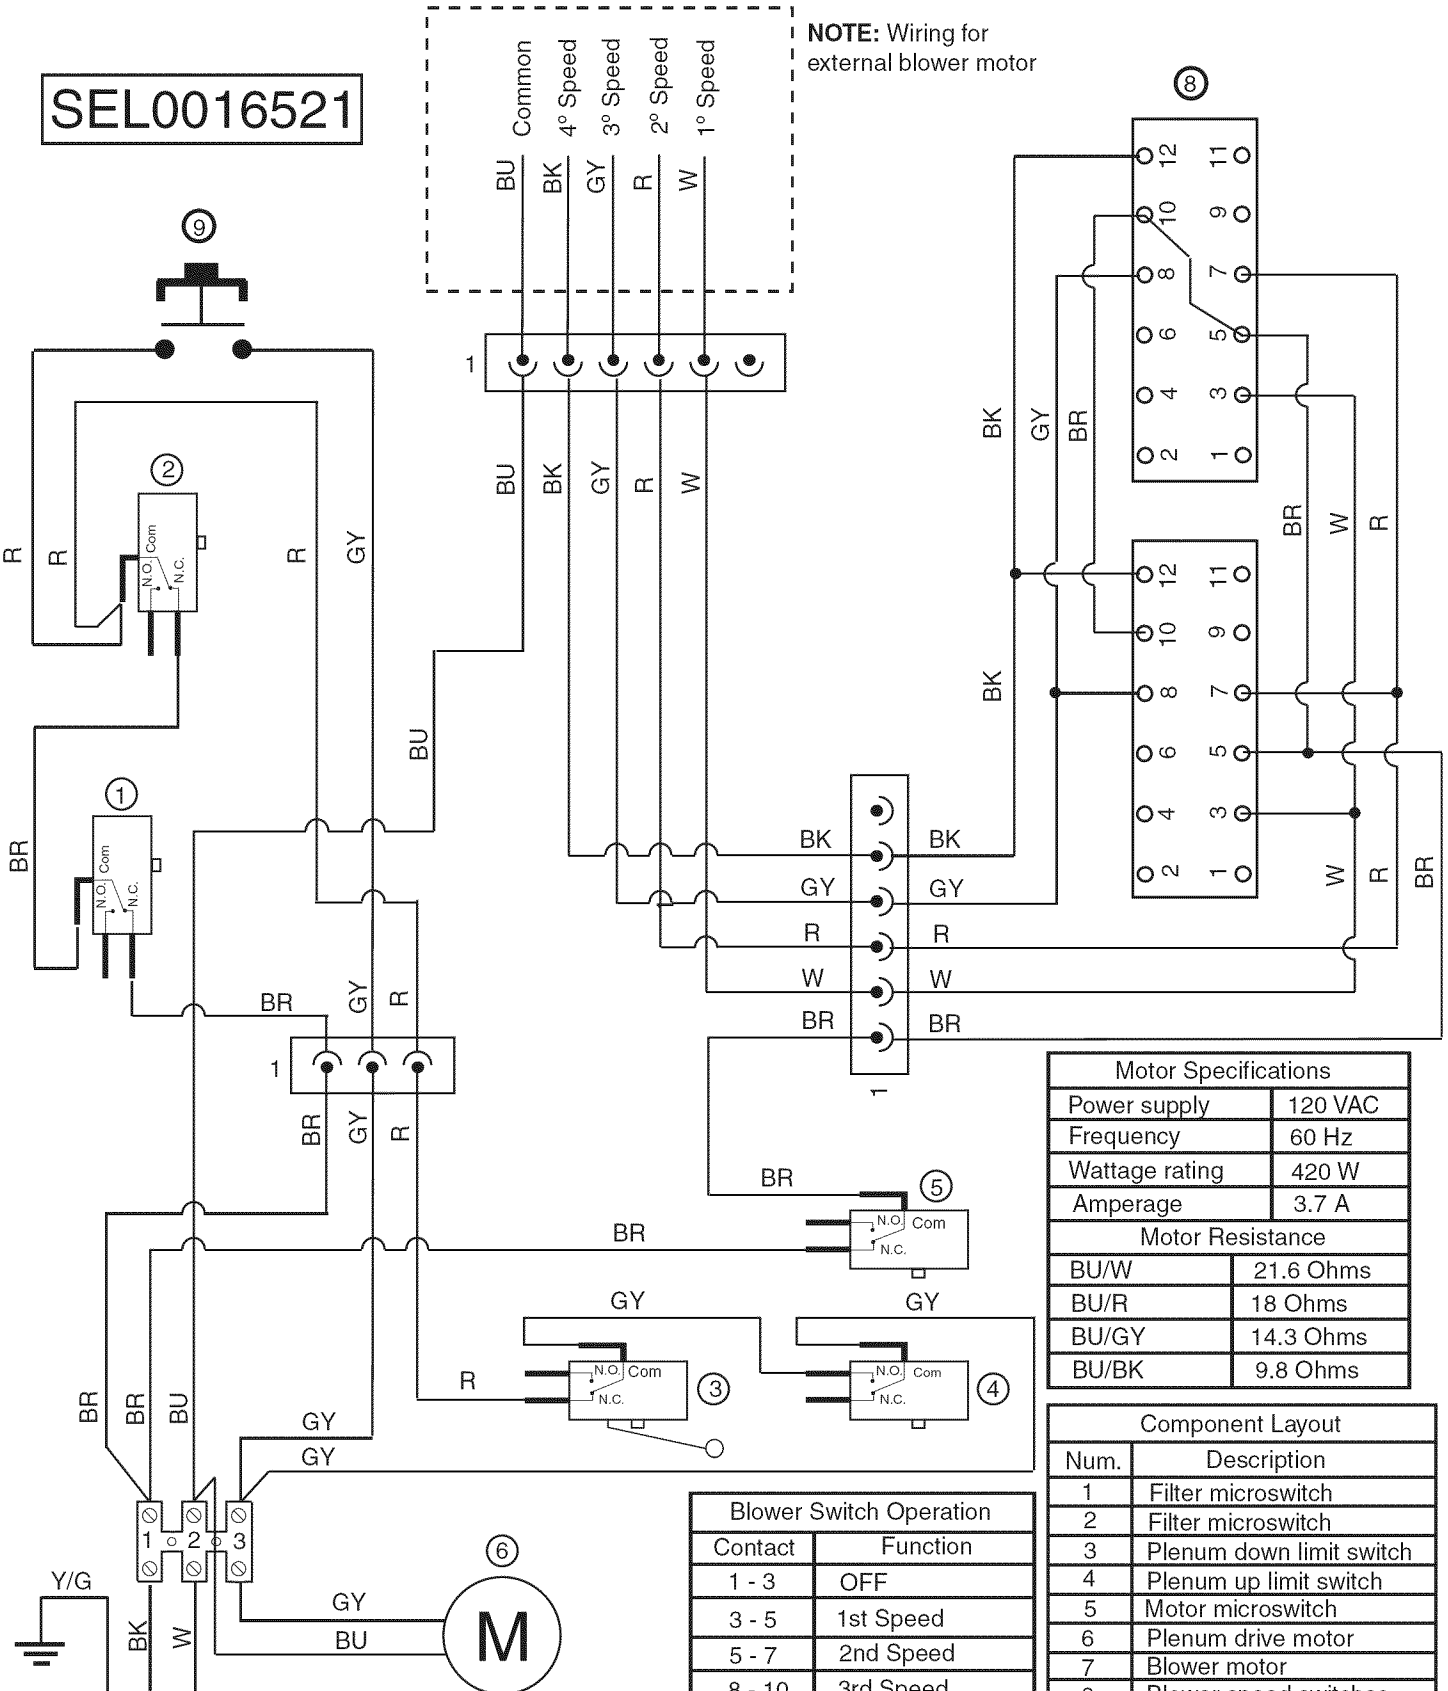 NOTE: Wiring for
external blower motor
SEL0016521
Common
4º Speed
3º Speed
2º Speed
1º Speed
BU
BK
GY
R
W
8
12
11
10
9
8
7
6
5
4
3
2
1
9
1
BU
BK
GY
R
W
BK
GY
BR
BR
W
R
2
Com
N.O.
N.C.
R
R
R
GY
12
11
10
9
8
7
6
5
4
3
2
1
BK
BU
1
Com
N.O.
N.C.
BR
BK
BK
GY
GY
R
R
W
W
BR
BR
W
R
BR
1
BR
GY
R
1
BR
GY
R
BR
5
N.O.
Com
N.C.
BR
GY
GY
N.O.
Com
N.C.
3
N.O.
Com
N.C.
4
R
BR
BR
BU
GY
GY
1
2
3
Y/G
BK
W
GY
BU
6
M
Motor Specifications
Power supply 120 VAC
Frequency 60 Hz
Wattage rating 420 W
Amperage 3.7 A
Motor Resistance
BU/W 21.6 Ohms
BU/R 18 Ohms
BU/GY 14.3 Ohms
BU/BK 9.8 Ohms
Blower Switch Operation
Contact Function
1 - 3 OFF
3 - 5 1st Speed
5 - 7 2nd Speed
8 - 10 3rd Speed
Component Layout
Num. Description
1 Filter microswitch
2 Filter microswitch
3 Plenum down limit switch
4 Plenum up limit switch
5 Motor microswitch
6 Plenum drive motor
7 Blower motor